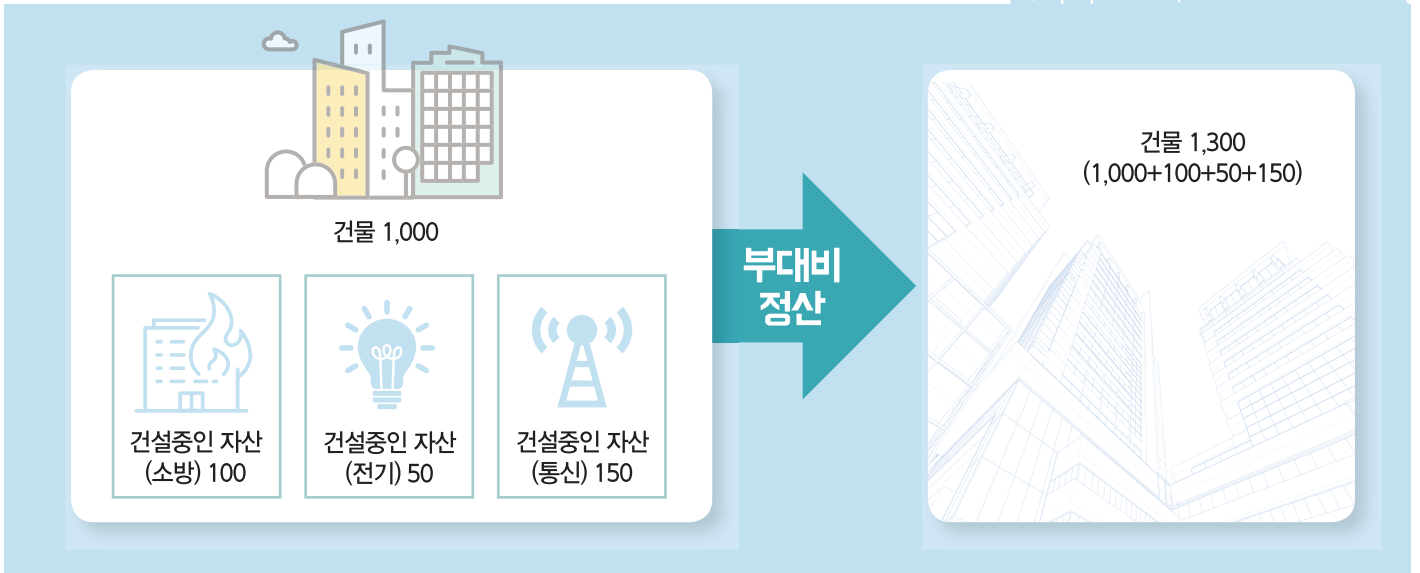 건물 1,000
건설중인 자산
(소방) 100
건설중인 자산
(전기) 50
건설중인 자산
(통신) 150
부대비
정산
건물 1,300
(1,000+100+50+150)